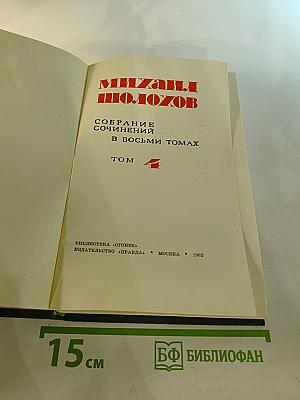 МИХАИЛ
ШОЛОХОВ
СОБРАНИЕ
СОЧИНЕНИЙ
В ВОСЬМИ ТОМАХ
ТОМ 4
БИБЛИОТЕКА «ОГОНЕК»
ИЗДАТЕЛЬСТВО «ПРАВДА» • МОСКВА • 1962
15 см
БФ БИБЛИОФАН